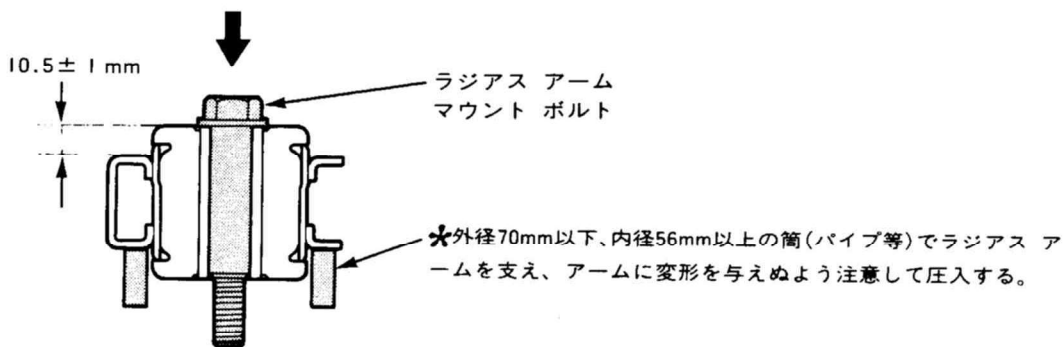 10.5±1mm
ラジアス アーム
マウント ボルト
*外径70mm以下、内径56mm以上の筒(パイプ等)でラジアス ア
ームを支え、アームに変形を与えぬよう注意して圧入する。